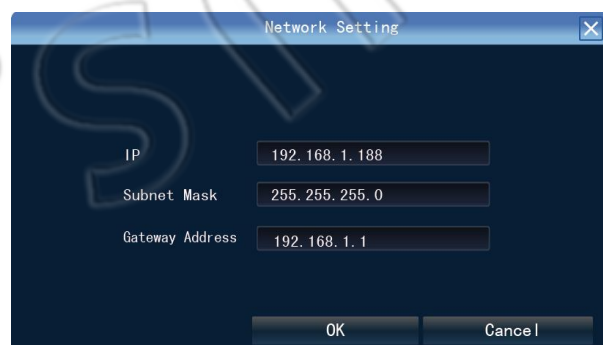 Network Setting
IP 192.168.1.188
Subnet Mask 255.255.255.0
Gateway Address 192.168.1.1
OK Cancel